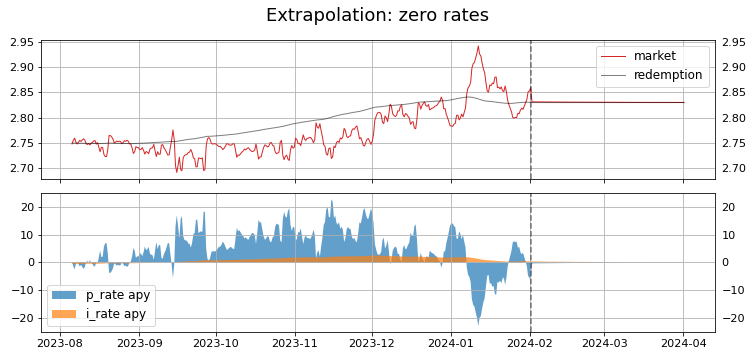 Extrapolation: zero rates
2.95 2.95
2.90 2.90
2.85 2.85
2.80 2.80
2.75 2.75
2.70 2.70
market
redemption
20 20
10 10
0 0
−10 −10
−20 −20
p_rate apy
i_rate apy
2023-08 2023-09 2023-10 2023-11 2023-12 2024-01 2024-02 2024-03 2024-04